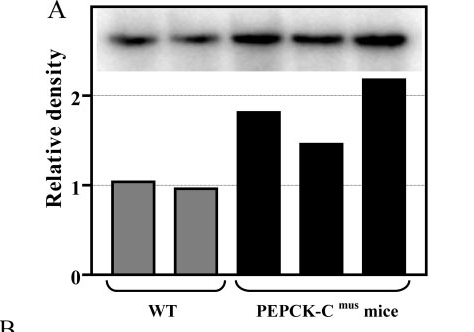 A
Relative density
2
1
0
WT
PEPCK-C mus mice
B